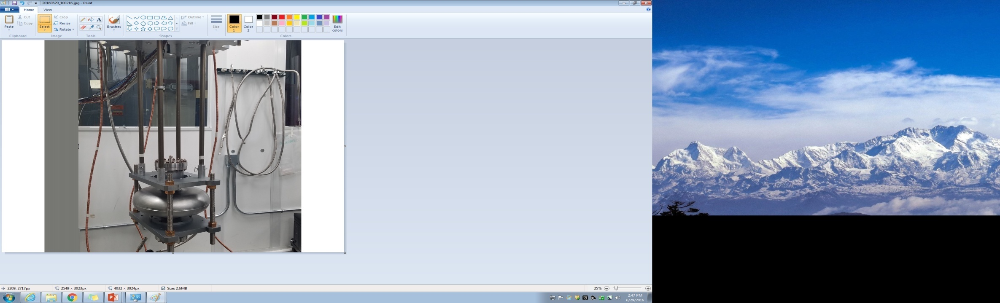 20160629_100216.jpg - Paint
Home View
Paste
Cut
Copy
Clipboard
Select
Crop
Resize
Rotate
Image
A
Tools
Brushes
Shapes
Outline
Fill
Size
Color 1
Color 2
Edit colors
Colors
2209, 2717px
2549 × 3023px
4032 × 3024px
Size: 2.6MB
25%
2:47 PM
6/29/2016